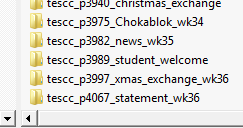 tescc_p3940_christmas_exchange
tescc_p3975_Chokablok_wk34
tescc_p3982_news_wk35
tescc_p3989_student_welcome
tescc_p3997_xmas_exchange_wk36
tescc_p4067_statement_wk36